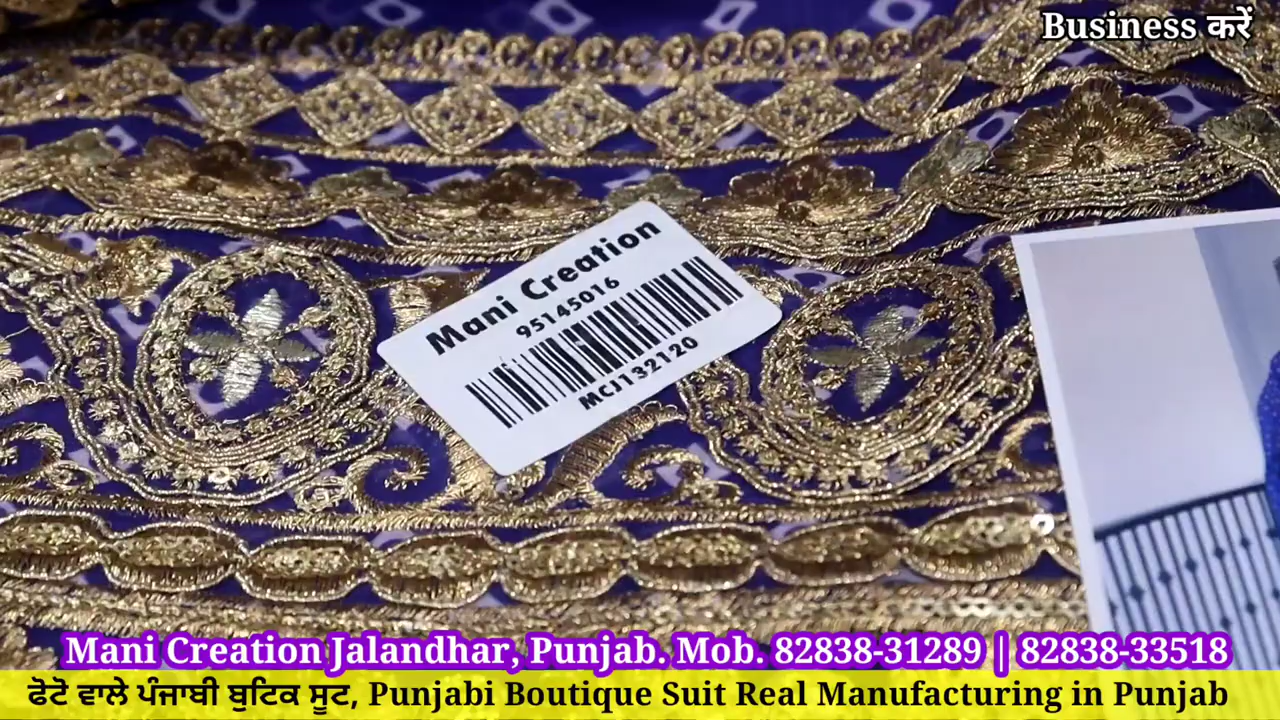 Business करें
Mani Creation
95145016
MCJ132120
Mani Creation Jalandhar, Punjab. Mob. 82838-31289 | 82838-33518
ਫੋਟੋ ਵਾਲੇ ਪੰਜਾਬੀ ਬੁਟਿਕ ਸੂਟ, Punjabi Boutique Suit Real Manufacturing in Punjab